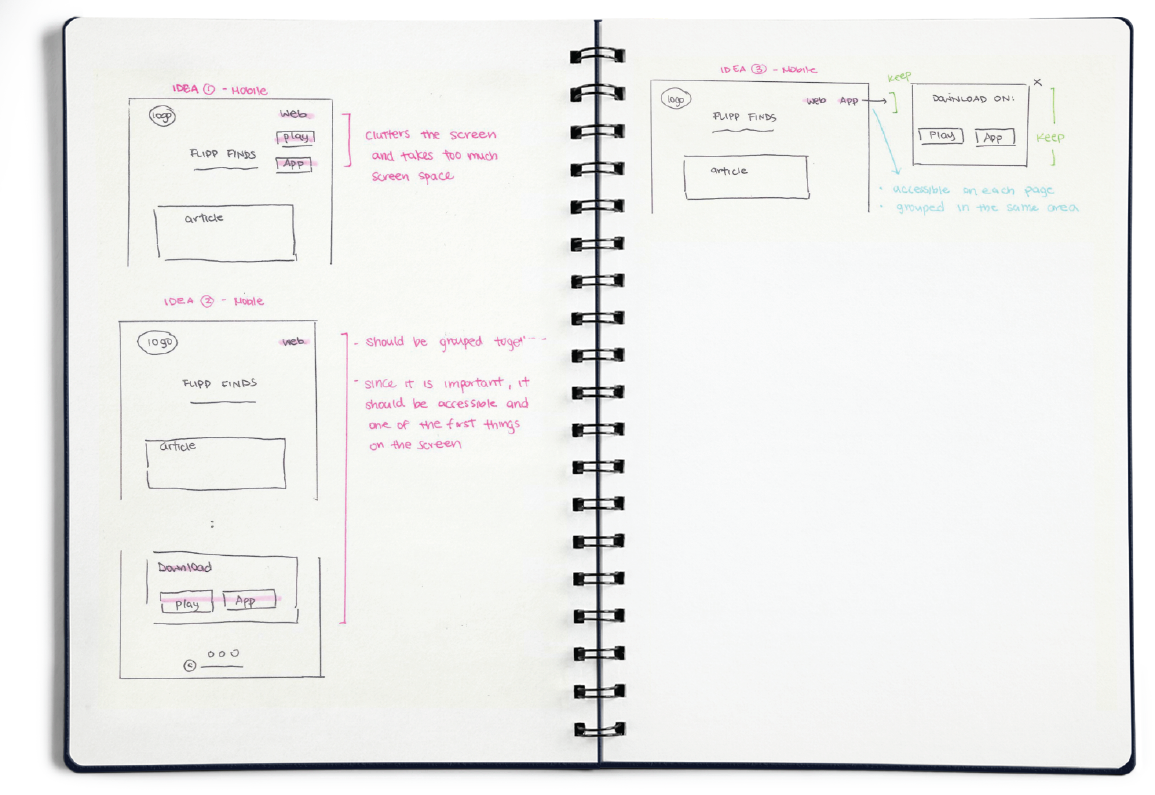 IDEA ① - Mobile
logo
Web
Play
FLIPP FINDS
App
article
clutters the screen
and takes too much
screen space
IDEA ② - Mobile
logo
Web
FLIPP FINDS
article
:
Download
Play
App
©
- should be grouped
- since it is important, it
should be accessible and
one of the first things
on the screen
IDEA ③ - Mobile
logo
Web App
FLIPP FINDS
article
keep
x
DOWNLOAD ON:
Play
App
KEEP
• accessible on each page
• grouped in the same area